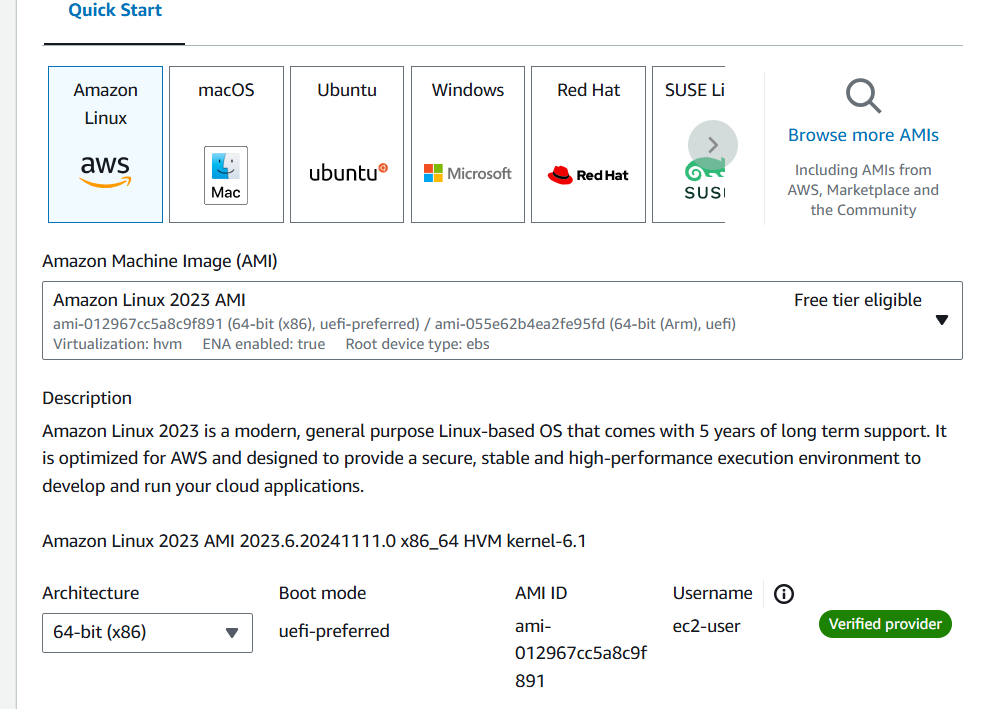 Quick Start
Amazon
Linux
aws
macOS
Mac
Ubuntu
ubuntu
Windows
Microsoft
Red Hat
Red Hat
SUSE Li
SUS
Browse more AMIs
Including AMIs from
AWS, Marketplace and
the Community
Amazon Machine Image (AMI)
Amazon Linux 2023 AMI
Free tier eligible
ami-012967cc5a8c9f891 (64-bit (x86), uefi-preferred) / ami-055e62b4ea2fe95fd (64-bit (Arm), uefi)
Virtualization: hvm ENA enabled: true Root device type: ebs
Description
Amazon Linux 2023 is a modern, general purpose Linux-based OS that comes with 5 years of long term support. It
is optimized for AWS and designed to provide a secure, stable and high-performance execution environment to
develop and run your cloud applications.
Amazon Linux 2023 AMI 2023.6.20241111.0 x86_64 HVM kernel-6.1
Architecture
64-bit (x86)
Boot mode
uefi-preferred
AMI ID
ami-
012967cc5a8c9f
891
Username
ec2-user
Verified provider